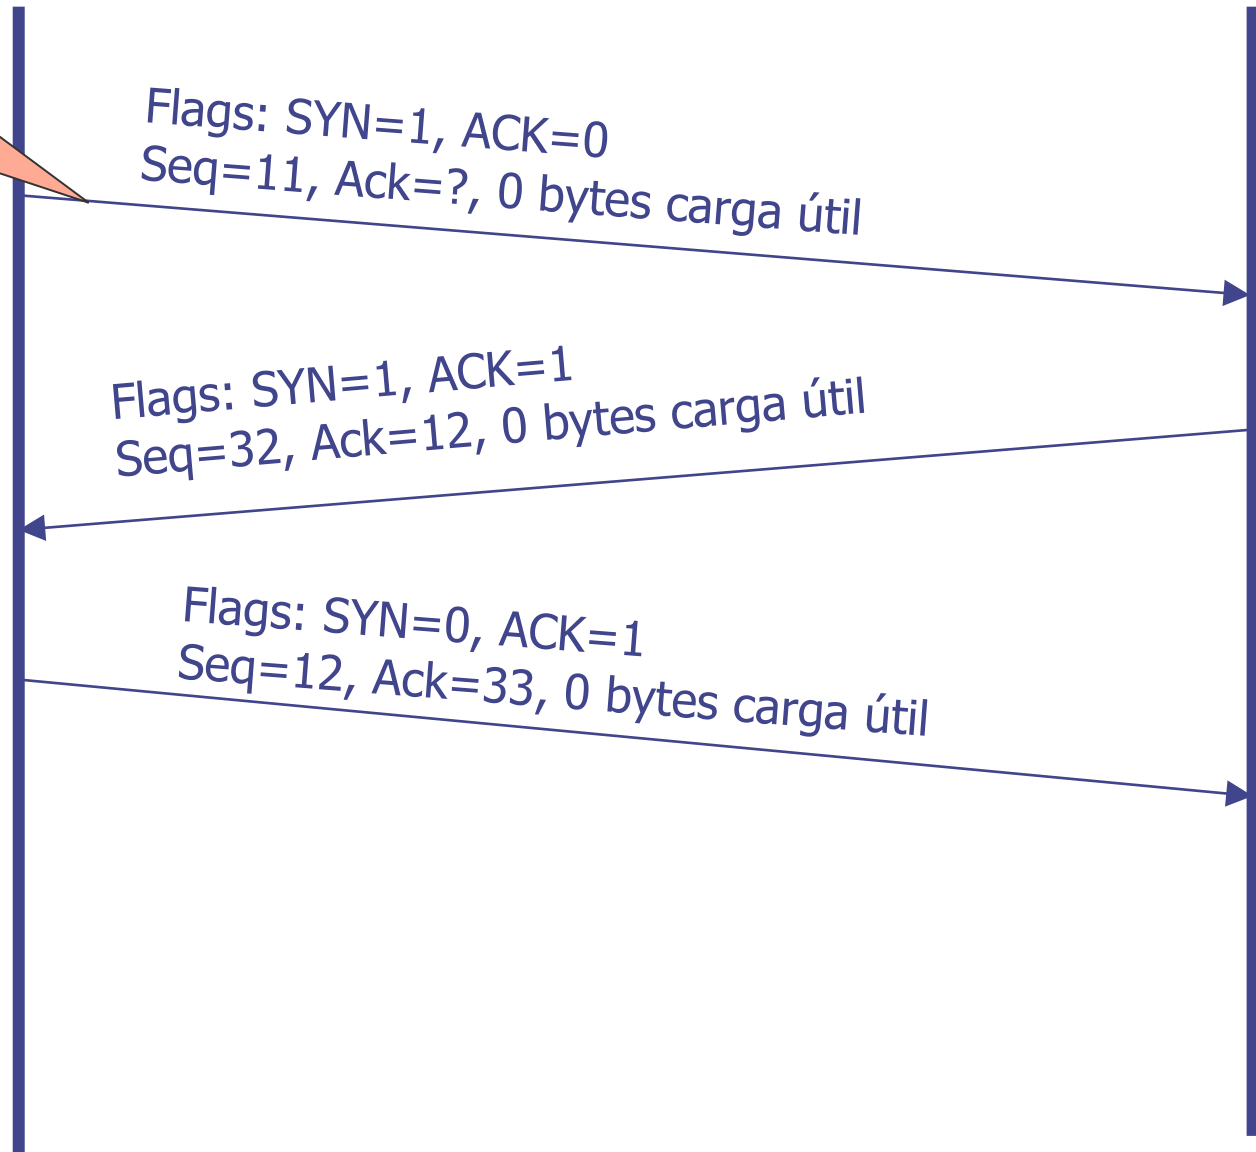 Flags: SYN=1, ACK=0
Seq=11, Ack=?, 0 bytes carga útil
Flags: SYN=1, ACK=1
Seq=32, Ack=12, 0 bytes carga útil
Flags: SYN=0, ACK=1
Seq=12, Ack=33, 0 bytes carga útil